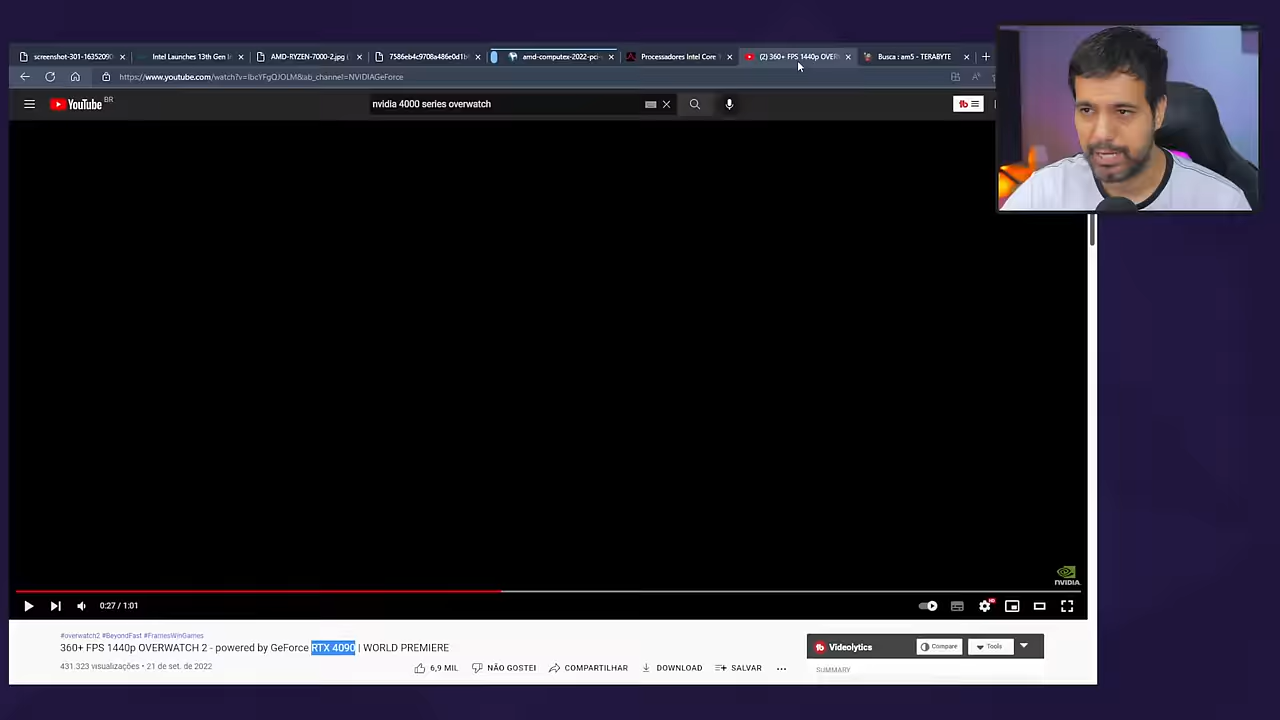 screenshot-301-1635209
Intel Launches 13th Gen I
AMD-RYZEN-7000-2.jpg (
7586eb4c9708a486e0d1b
amd-computex-2022-pci-
Processadores Intel Core
(2) 360+ FPS 1440p OVER
Busca : am5 - TERABYTE
https://www.youtube.com/watch?v=IbcYFgQJOLM&ab_channel=NVIDIAGeForce
YouTube BR
nvidia 4000 series overwatch
NVIDIA.
0:27 / 1:01
HD
#overwatch2 #BeyondFast #FramesWinGames
360+ FPS 1440p OVERWATCH 2 - powered by GeForce RTX 4090 | WORLD PREMIERE
431.323 visualizações • 21 de set. de 2022
6,9 MIL
NÃO GOSTEI
COMPARTILHAR
DOWNLOAD
SALVAR
Videolytics
Compare
Tools
SUMMARY